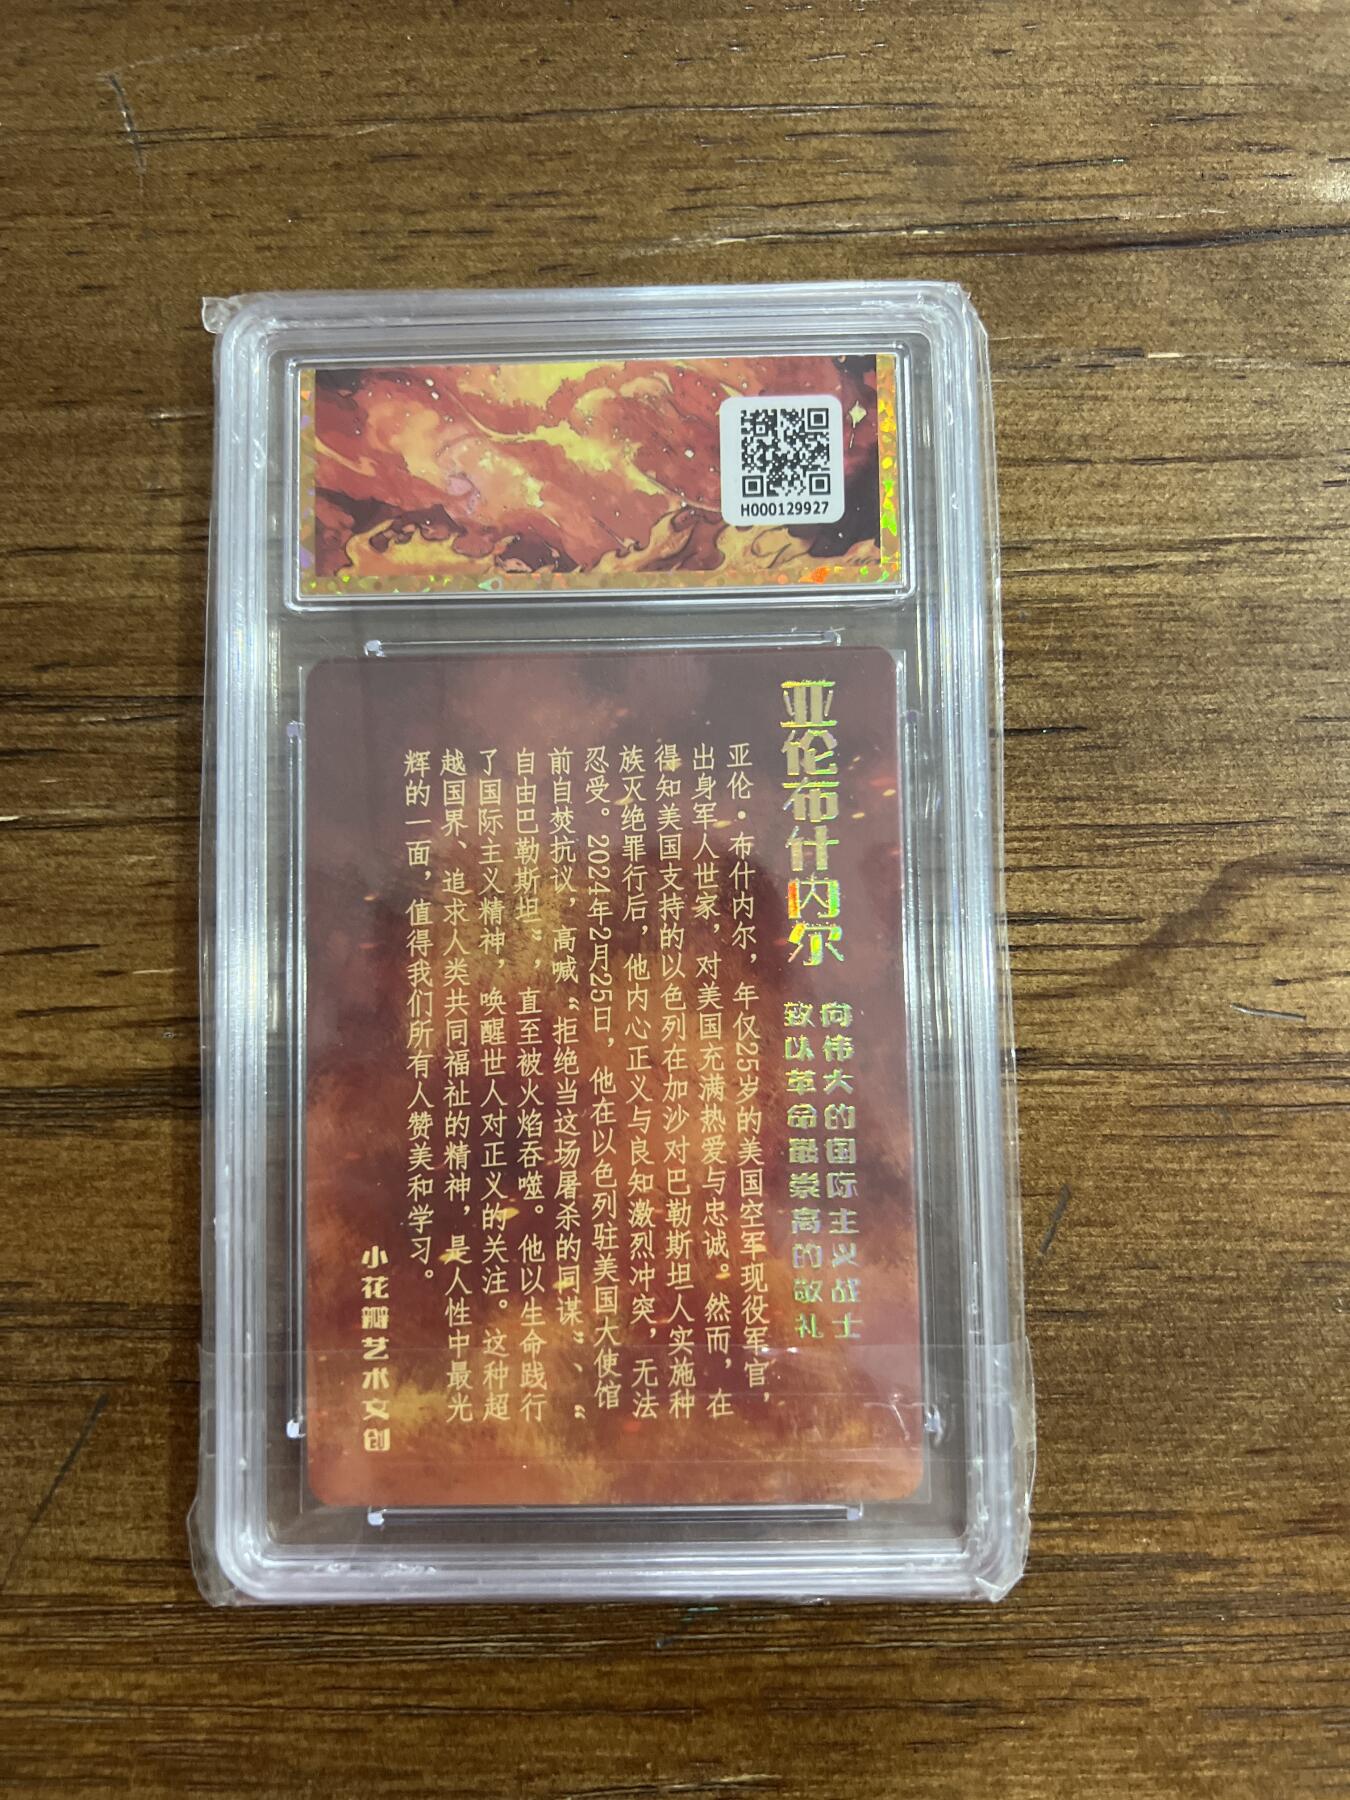 H000129927
亚伦布什内尔
向伟大的国际主义战士
致以革命最崇高的敬礼
亚伦·布什内尔，年仅25岁的美国空军现役军官，
出身军人世家，对美国充满热爱与忠诚。然而，在
得知美国支持的以色列在加沙对巴勒斯坦人实施种
族灭绝罪行后，他内心正义与良知激烈冲突，无法
忍受。2024年2月25日，他在以色列驻美国大使馆
前自焚抗议，高喊“拒绝当这场屠杀的同谋”、“
自由巴勒斯坦”，直至被火焰吞噬。他以生命践行
了国际主义精神，唤醒世人对正义的关注。这种超
越国界、追求人类共同福祉的精神，是人性中最光
辉的一面，值得我们所有人赞美和学习。
小花瓣艺术文创